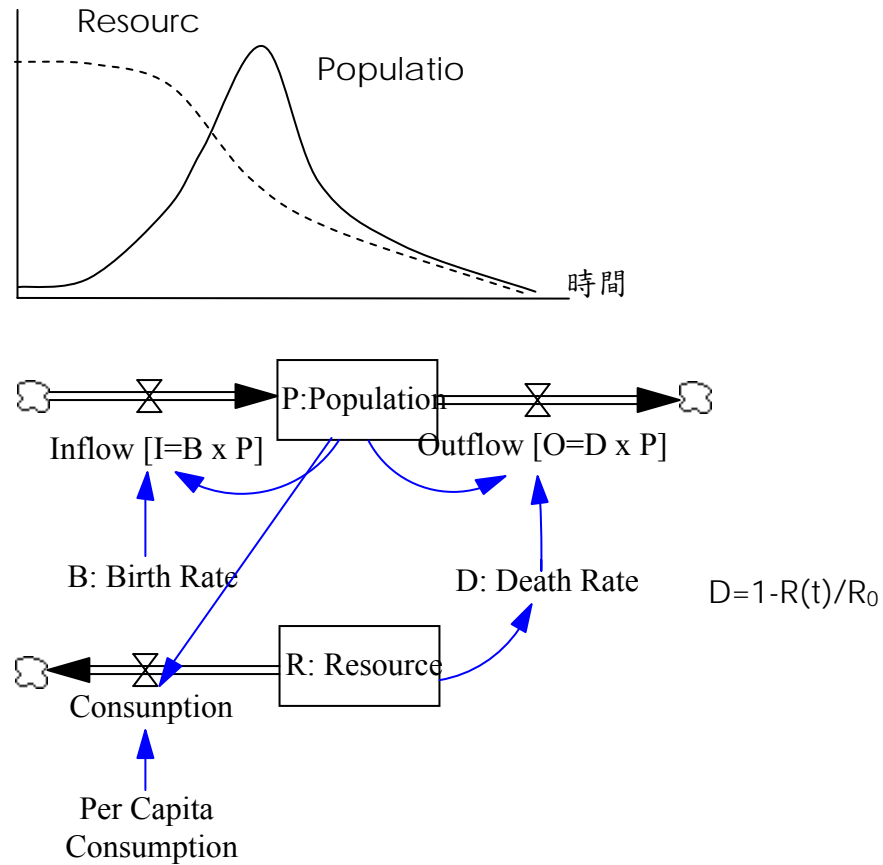 Resourc
Populatio
時間
P:Population
Inflow [I=B x P]
Outflow [O=D x P]
B: Birth Rate
D: Death Rate
D=1-R(t)/R₀
R: Resource
Consunption
Per Capita
Consumption